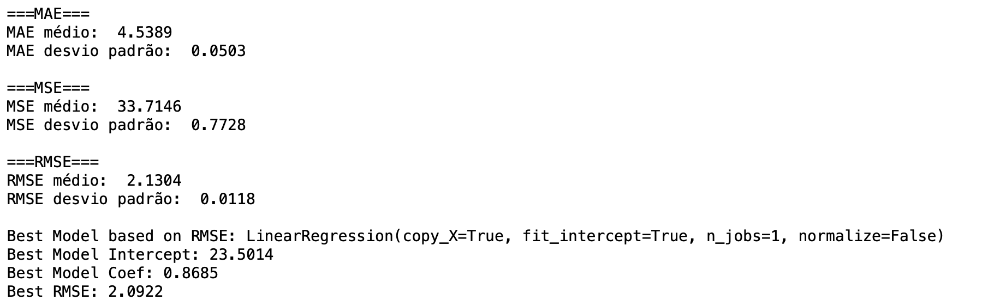 ===MAE===
MAE médio:  4.5389
MAE desvio padrão:  0.0503
===MSE===
MSE médio:  33.7146
MSE desvio padrão:  0.7728
===RMSE===
RMSE médio:  2.1304
RMSE desvio padrão:  0.0118
Best Model based on RMSE: LinearRegression(copy_X=True, fit_intercept=True, n_jobs=1, normalize=False)
Best Model Intercept: 23.5014
Best Model Coef: 0.8685
Best RMSE: 2.0922